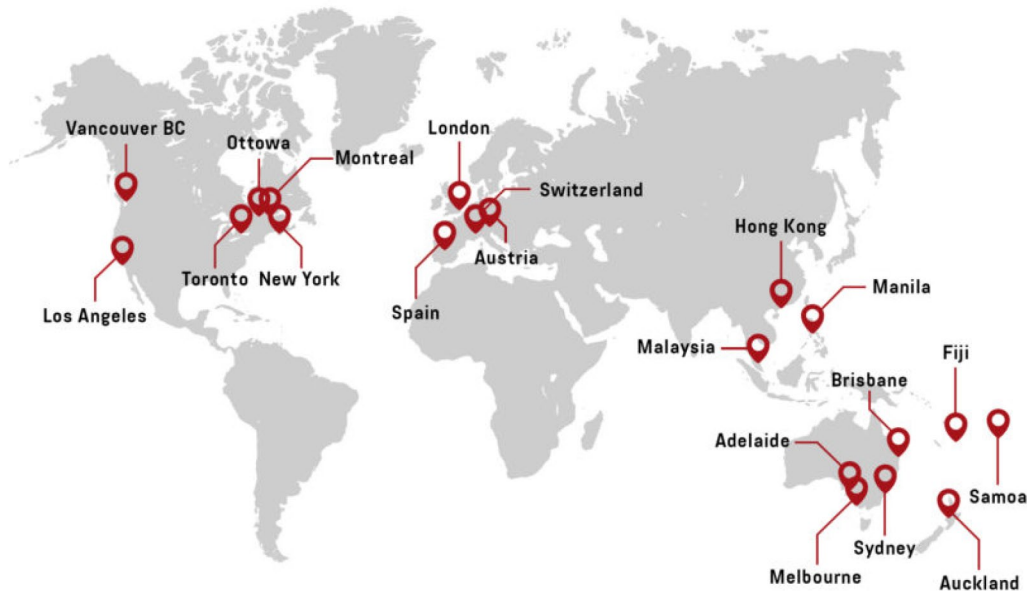 Vancouver BC
Ottowa
Montreal
London
Switzerland
Hong Kong
Manila
Los Angeles
Toronto
New York
Spain
Austria
Malaysia
Fiji
Brisbane
Adelaide
Samoa
Sydney
Melbourne
Auckland